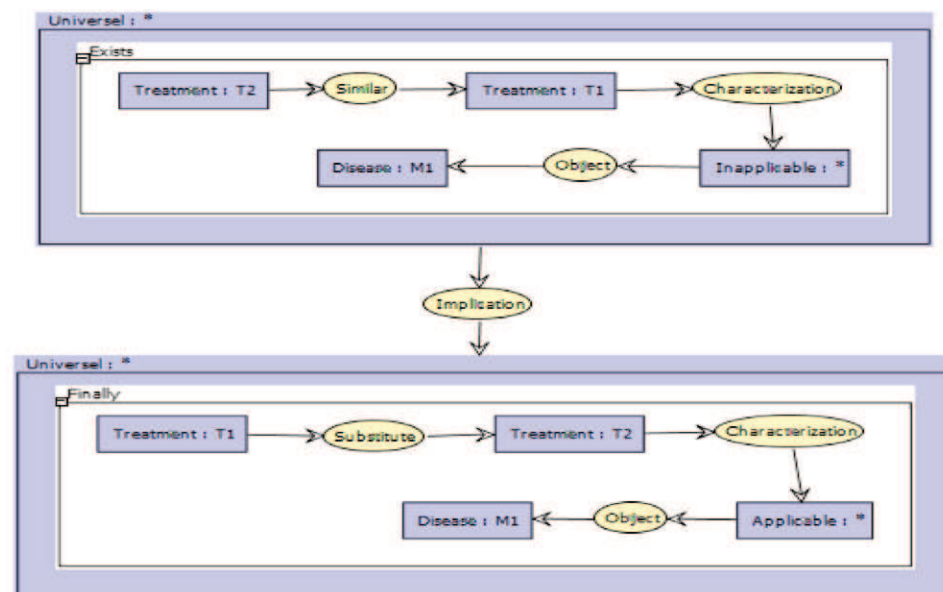 Universel : *
Exists
Treatment : T2 Similar Treatment : T1 Characterization
Disease : M1 Object Inapplicable : *
Implication
Universel : *
Finally
Treatment : T1 Substitute Treatment : T2 Characterization
Disease : M1 Object Applicable : *